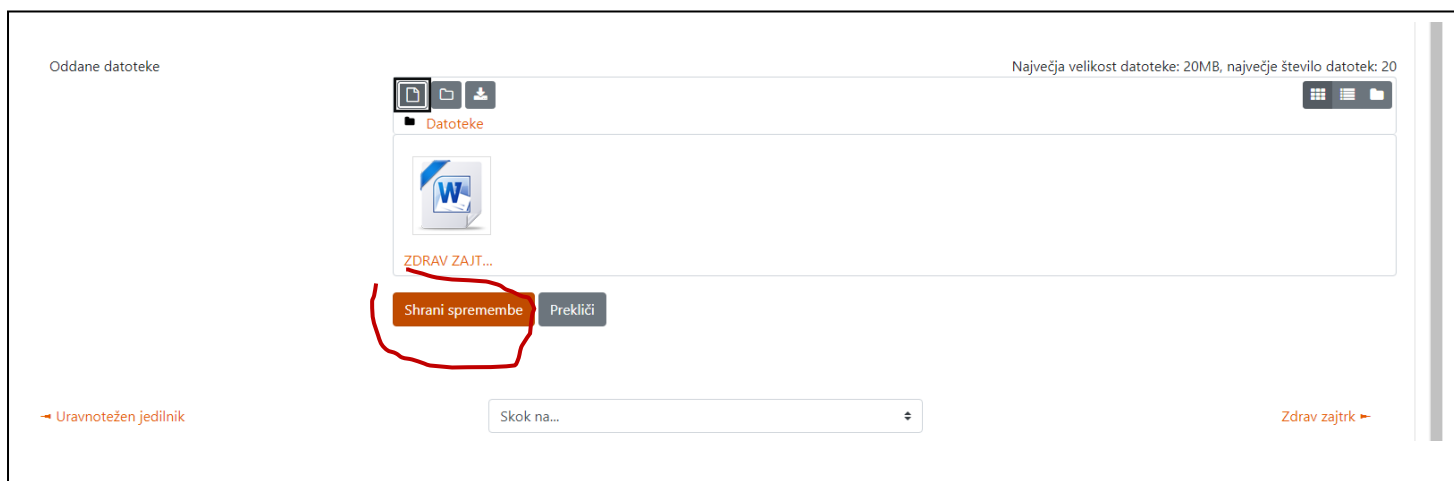 Oddane datoteke
Največja velikost datoteke: 20MB, največje število datotek: 20
Datoteke
W
ZDRAV ZAJT...
Shrani spremembe Prekliči
Uravnotežen jedilnik Skok na... Zdrav zajtrk